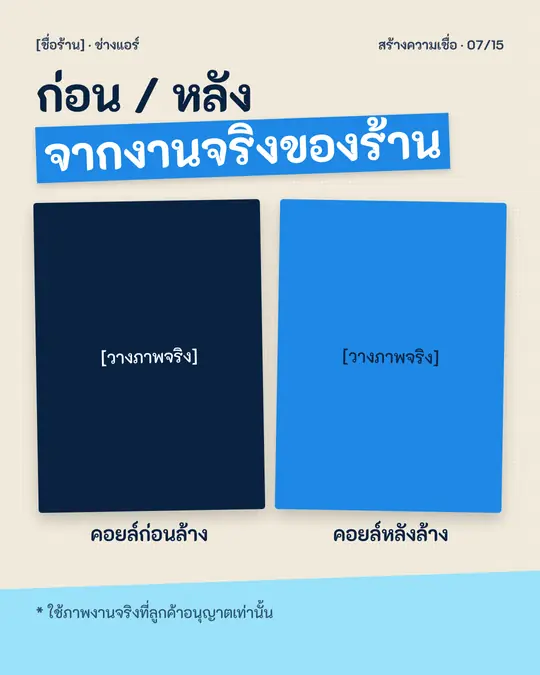 [ชื่อร้าน] · ช่างแอร์
สร้างความเชื่อ · 07/15
ก่อน / หลัง
จากงานจริงของร้าน
[วางภาพจริง]
[วางภาพจริง]
คอยล์ก่อนล้าง
คอยล์หลังล้าง
* ใช้ภาพงานจริงที่ลูกค้าอนุญาตเท่านั้น